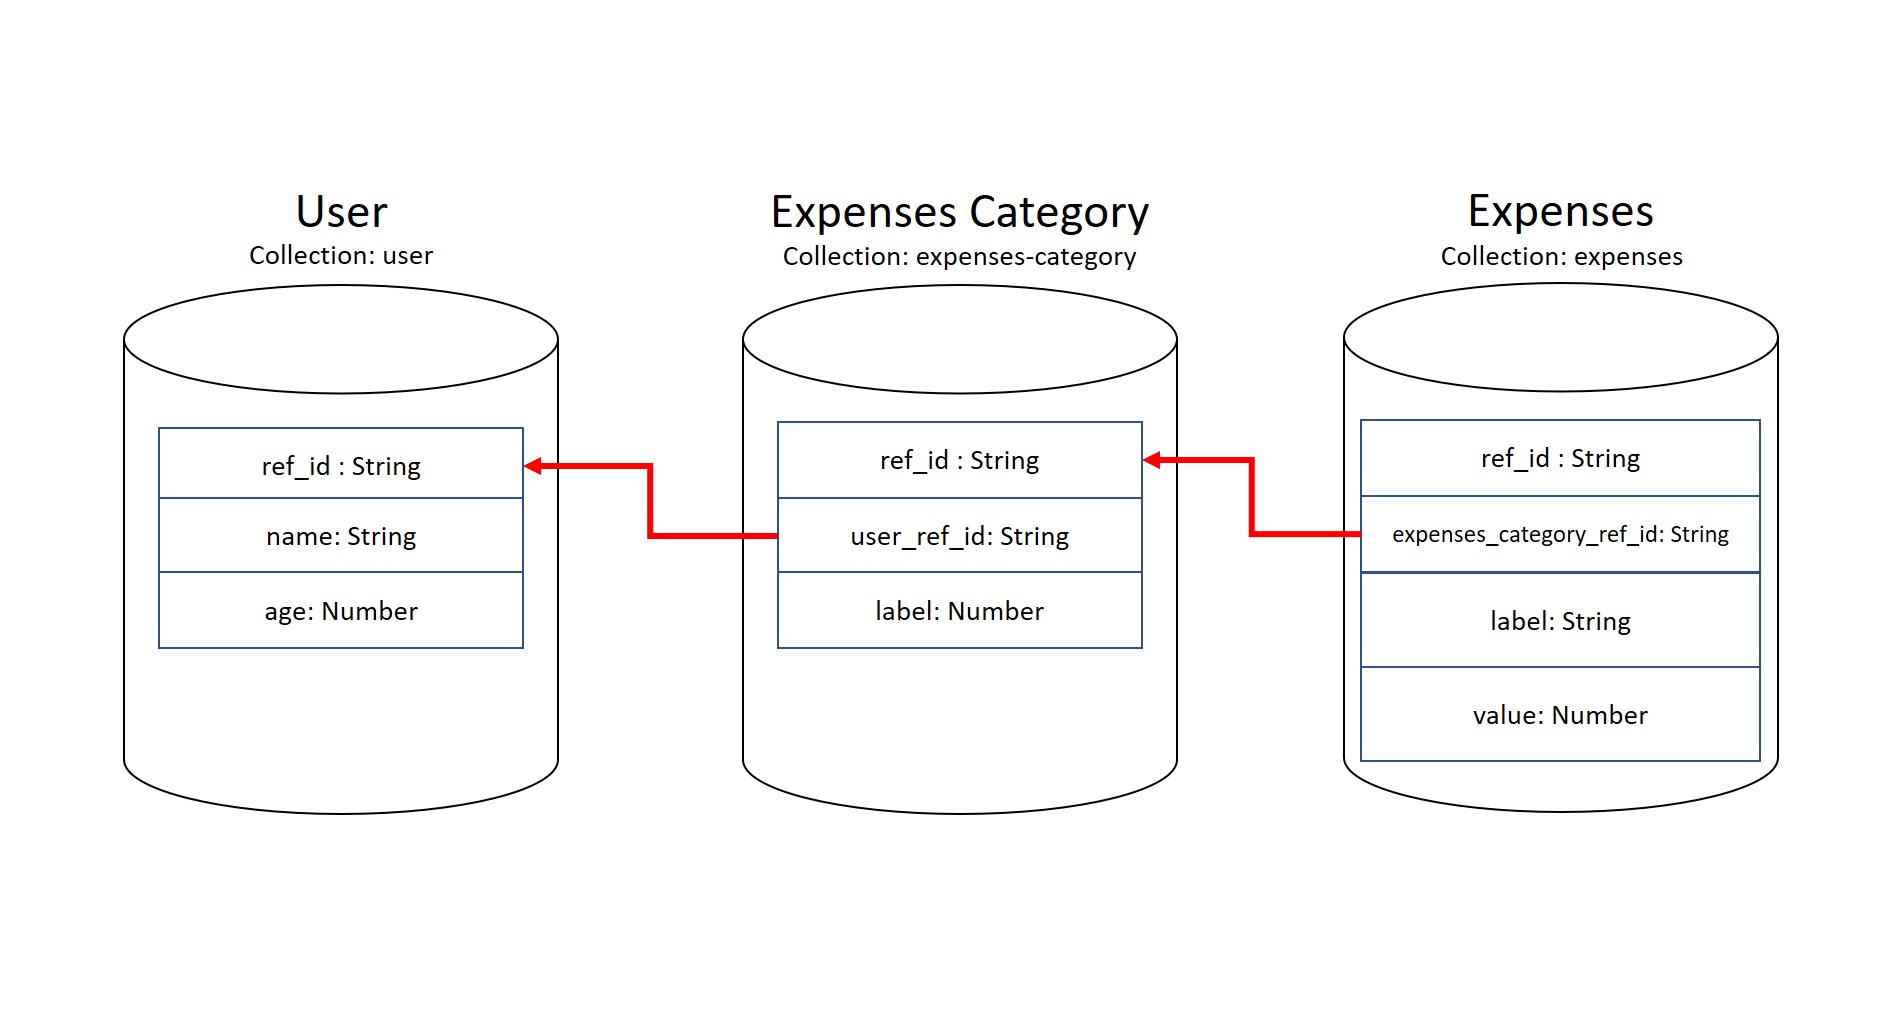 User
Collection: user
ref_id : String
name: String
age: Number
Expenses Category
Collection: expenses-category
ref_id : String
user_ref_id: String
label: Number
Expenses
Collection: expenses
ref_id : String
expenses_category_ref_id: String
label: String
value: Number